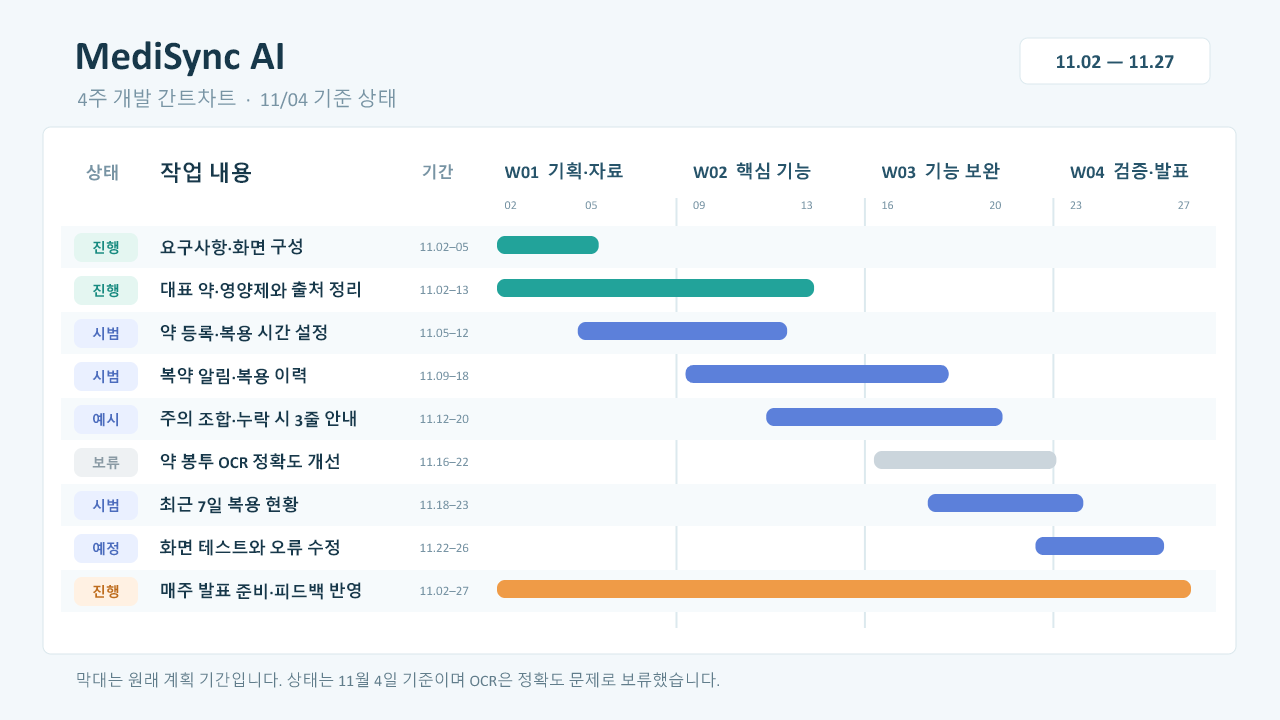 MediSync AI
11.02 — 11.27
4주 개발 간트차트 · 11/04 기준 상태
상태 작업 내용 기간 W01 기획·자료 W02 핵심 기능 W03 기능 보완 W04 검증·발표
02 05 09 13 16 20 23 27
진행 요구사항·화면 구성 11.02–05
진행 대표 약·영양제와 출처 정리 11.02–13
시범 약 등록·복용 시간 설정 11.05–12
시범 복약 알림·복용 이력 11.09–18
예시 주의 조합·누락 시 3줄 안내 11.12–20
보류 약 봉투 OCR 정확도 개선 11.16–22
시범 최근 7일 복용 현황 11.18–23
예정 화면 테스트와 오류 수정 11.22–26
진행 매주 발표 준비·피드백 반영 11.02–27
막대는 원래 계획 기간입니다. 상태는 11월 4일 기준이며 OCR은 정확도 문제로 보류했습니다.